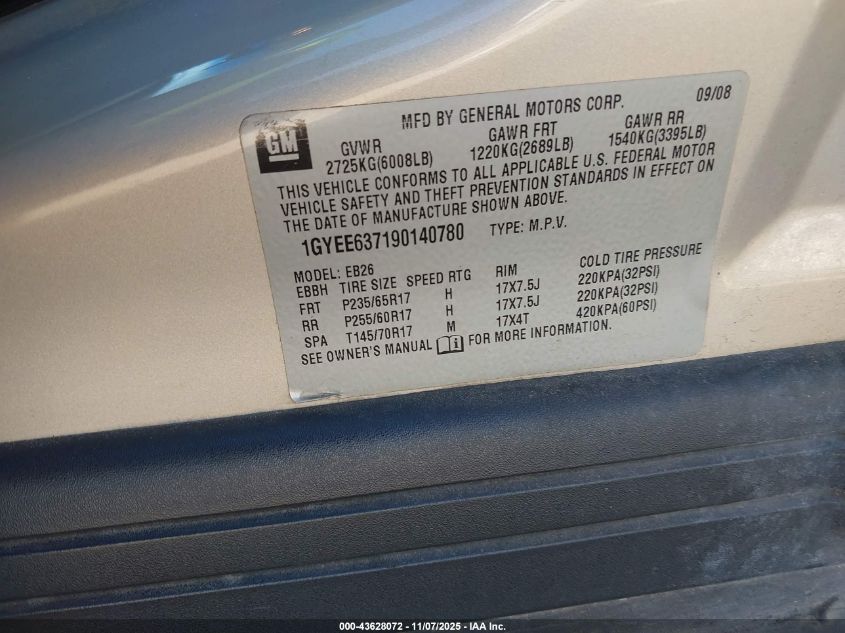 09/08
MFD BY GENERAL MOTORS CORP.
GM
GVWR GAWR FRT GAWR RR
2725KG(6008LB) 1220KG(2689LB) 1540KG(3395LB)
THIS VEHICLE CONFORMS TO ALL APPLICABLE U.S. FEDERAL MOTOR
VEHICLE SAFETY AND THEFT PREVENTION STANDARDS IN EFFECT ON
THE DATE OF MANUFACTURE SHOWN ABOVE.
1GYEE637190140780 TYPE: M.P.V.
MODEL: EB26
EBBH TIRE SIZE SPEED RTG RIM COLD TIRE PRESSURE
FRT P235/65R17 H 17X7.5J 220KPA(32PSI)
RR P255/60R17 H 17X7.5J 220KPA(32PSI)
SPA T145/70R17 M 17X4T 420KPA(60PSI)
SEE OWNER'S MANUAL i FOR MORE INFORMATION.
000-43628072 — 11/07/2025 — IAA Inc.